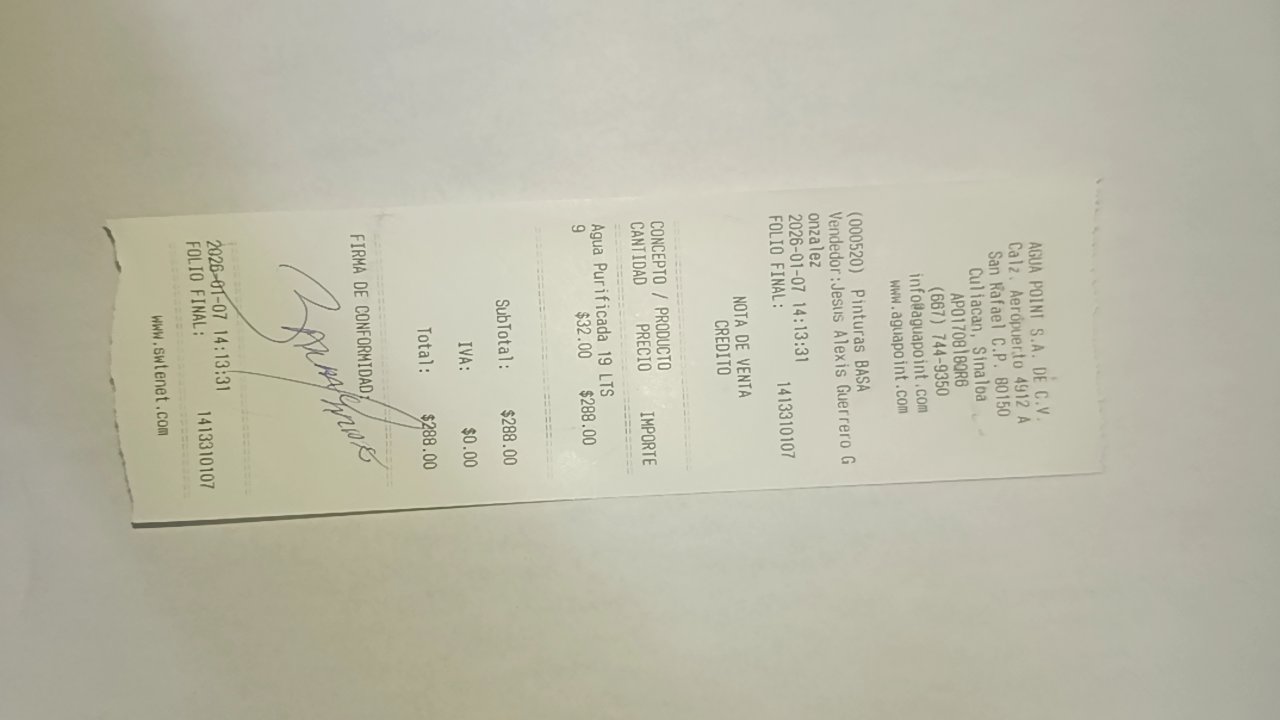 AGUA POINT S.A. DE C.V.
Calz. Aeropuerto 4912 A
San Rafael C.P. 80150
Culiacan, Sinaloa
APO170818QR6
(667) 744-9350
info@aguapoint.com
www.aguapoint.com
(000520) Pinturas BASA
Vendedor:Jesus Alexis Guerrero G
onzalez
2026-01-07 14:13:31
FOLIO FINAL: 1413310107
NOTA DE VENTA
CREDITO
CONCEPTO / PRODUCTO
CANTIDAD PRECIO IMPORTE
Agua Purificada 19 LTS
9 $32.00 $288.00
SubTotal: $288.00
IVA: $0.00
Total: $288.00
FIRMA DE CONFORMIDAD:
2026-01-07 14:13:31
FOLIO FINAL: 1413310107
www.swtenet.com